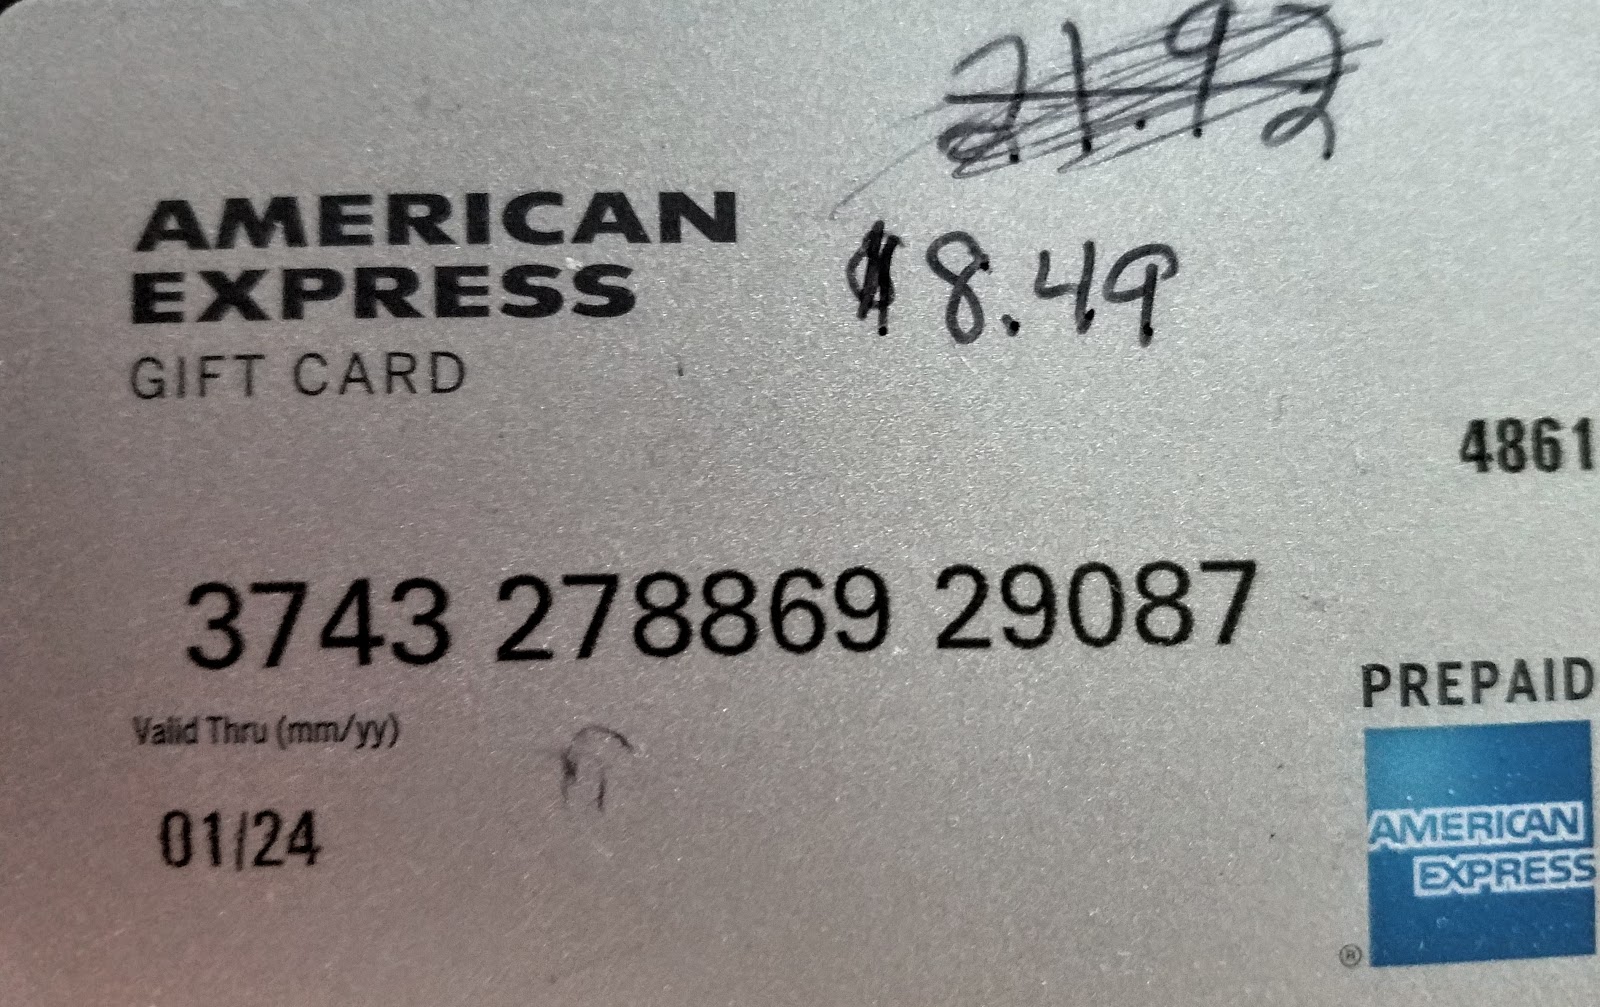 21.92
AMERICAN
EXPRESS
$8.49
GIFT CARD
4861
3743 278869 29087
PREPAID
Valid Thru (mm/yy)
01/24
AMERICAN
EXPRESS
®